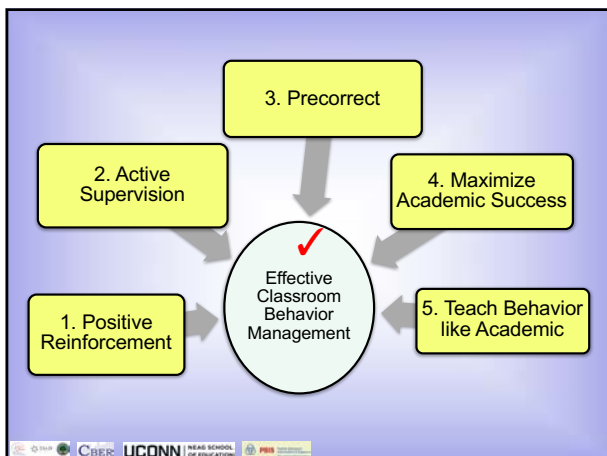 3. Precorrect
2. Active
Supervision
4. Maximize
Academic Success
✓
Effective
Classroom
Behavior
Management
1. Positive
Reinforcement
5. Teach Behavior
like Academic
CBER
UCONN
NEAG SCHOOL
OF EDUCATION
PBIS